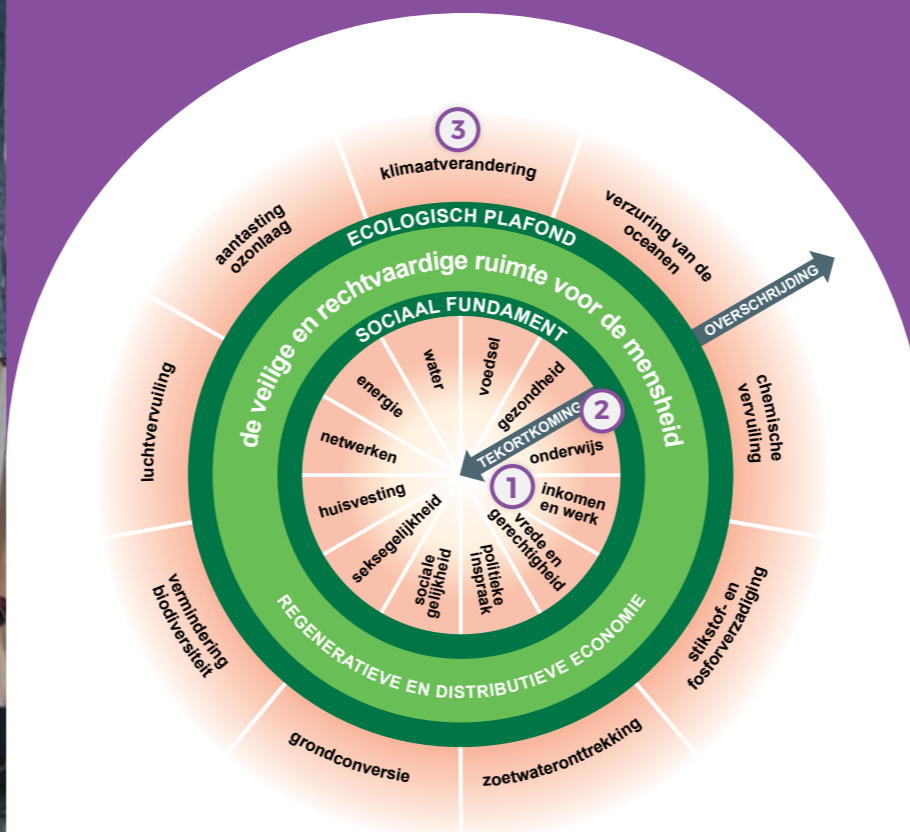 3
klimaatverandering
verzuring van de
oceanen
chemische
vervuiling
stikstof- en
fosforverzadiging
zoetwateronttrekking
grondconversie
vermindering
biodiversiteit
luchtvervuiling
aantasting
ozonlaag
ECOLOGISCH PLAFOND
de veilige en rechtvaardige ruimte voor de mensheid
SOCIAAL FUNDAMENT
OVERSCHRIJDING
water
voedsel
gezondheid
TEKORTKOMING
2
onderwijs
1
inkomen
en werk
vrede en
gerechtigheid
politieke
inspraak
sociale
gelijkheid
seksegelijkheid
huisvesting
netwerken
energie
REGENERATIEVE EN DISTRIBUTIEVE ECONOMIE